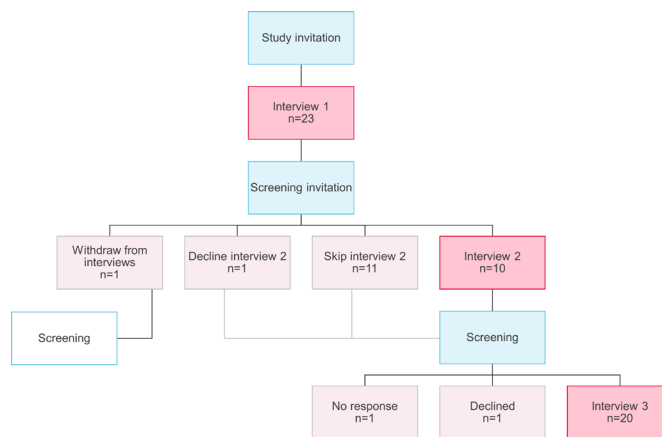 Study invitation
Interview 1
n=23
Screening invitation
Withdraw from
interviews
n=1
Decline interview 2
n=1
Skip interview 2
n=11
Interview 2
n=10
Screening
Screening
No response
n=1
Declined
n=1
Interview 3
n=20